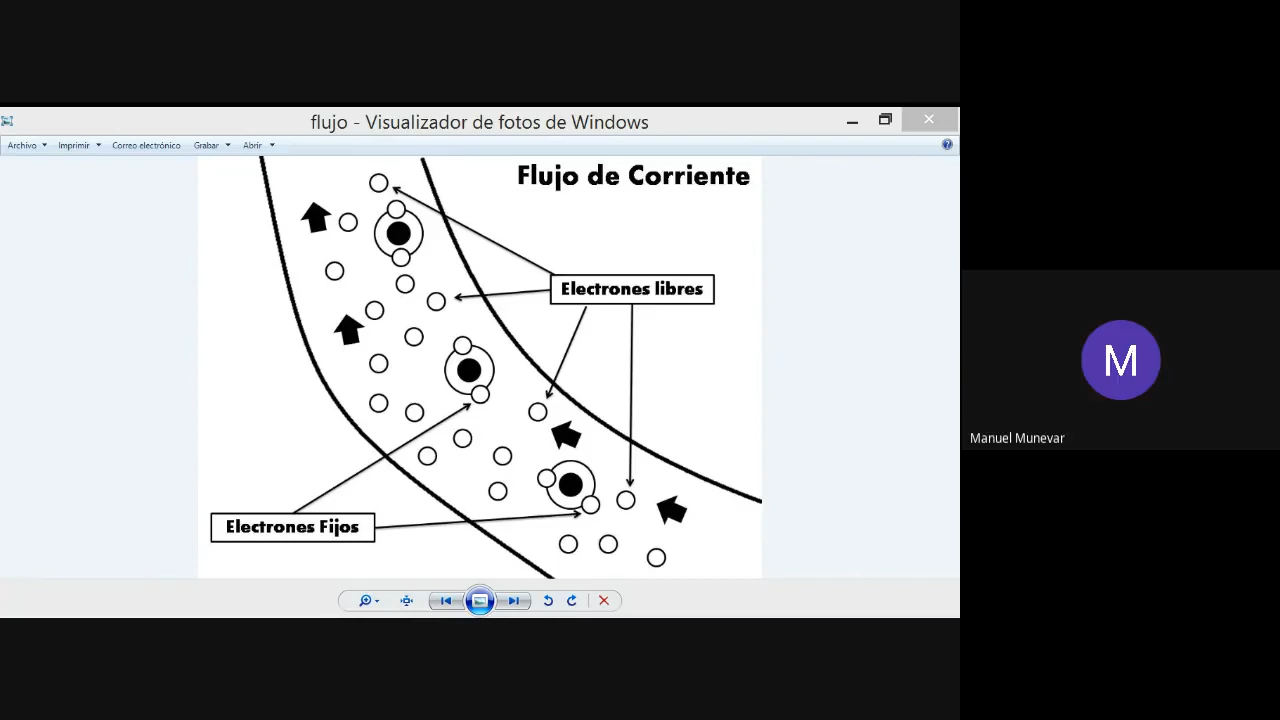 flujo - Visualizador de fotos de Windows
Archivo Imprimir Correo electrónico Grabar Abrir
Flujo de Corriente
Electrones libres
Electrones Fijos
M
Manuel Munevar